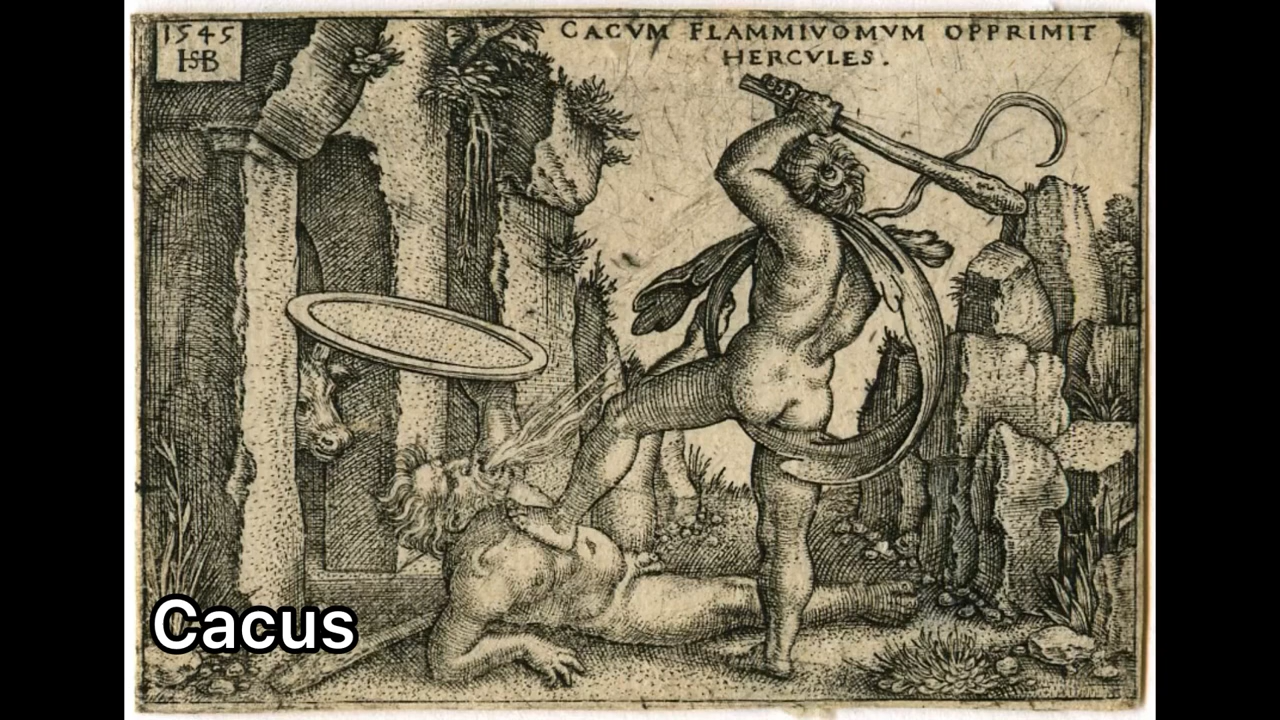 1545
HSB
CACVM FLAMMIVOMVM OPPRIMIT
HERCVLES.
Cacus